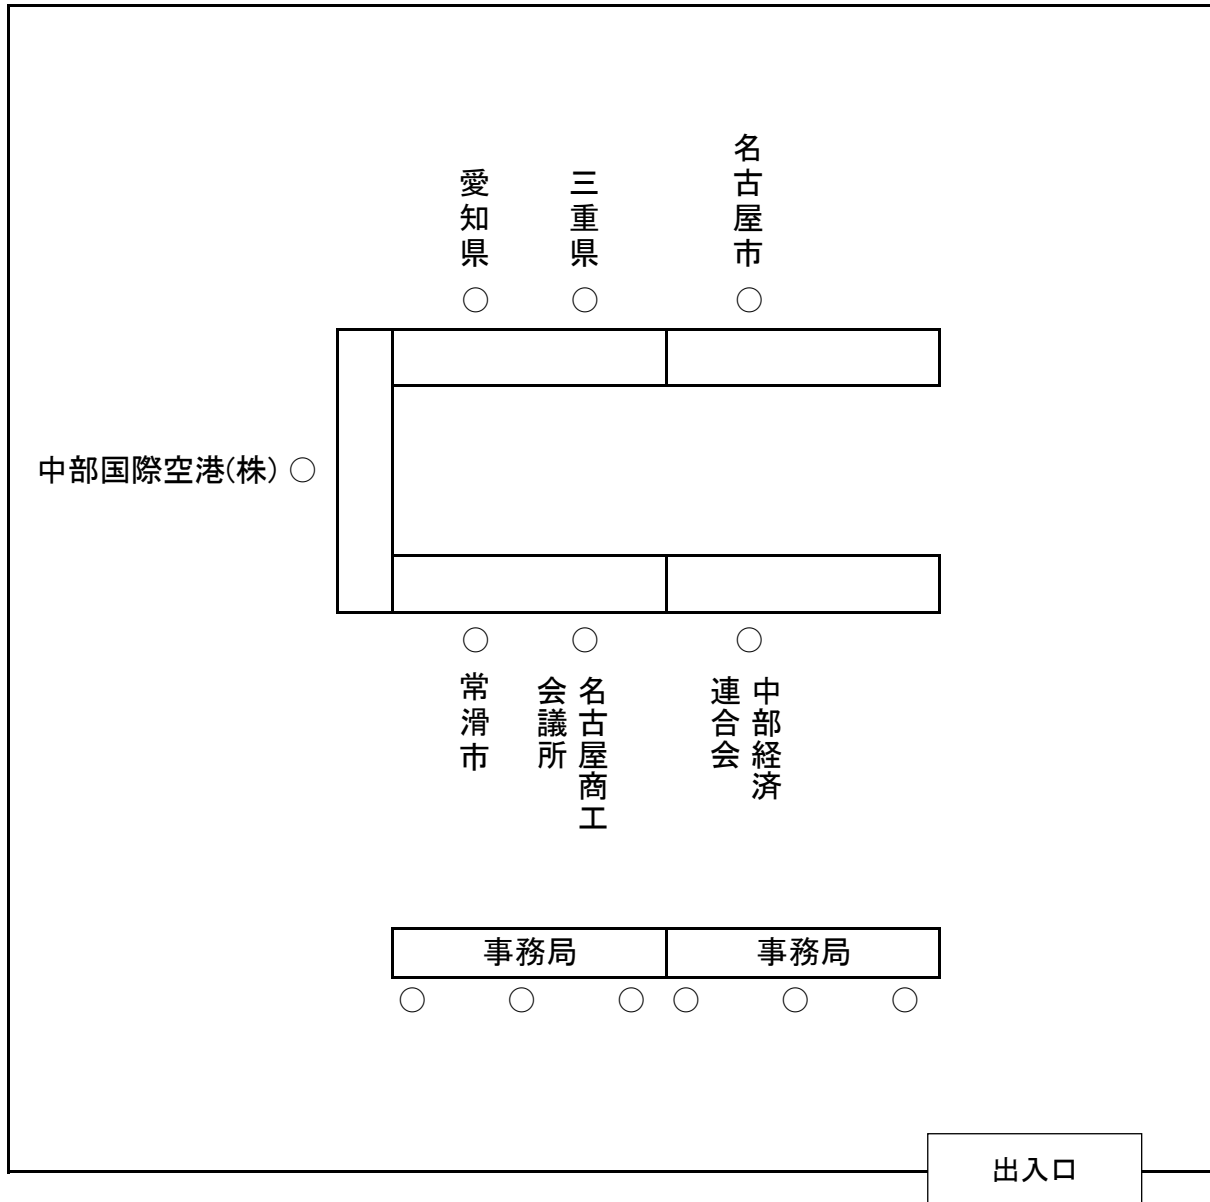 愛知県
三重県
名古屋市
中部国際空港(株)
常滑市
名古屋商工
会議所
中部経済
連合会
事務局
事務局
出入口